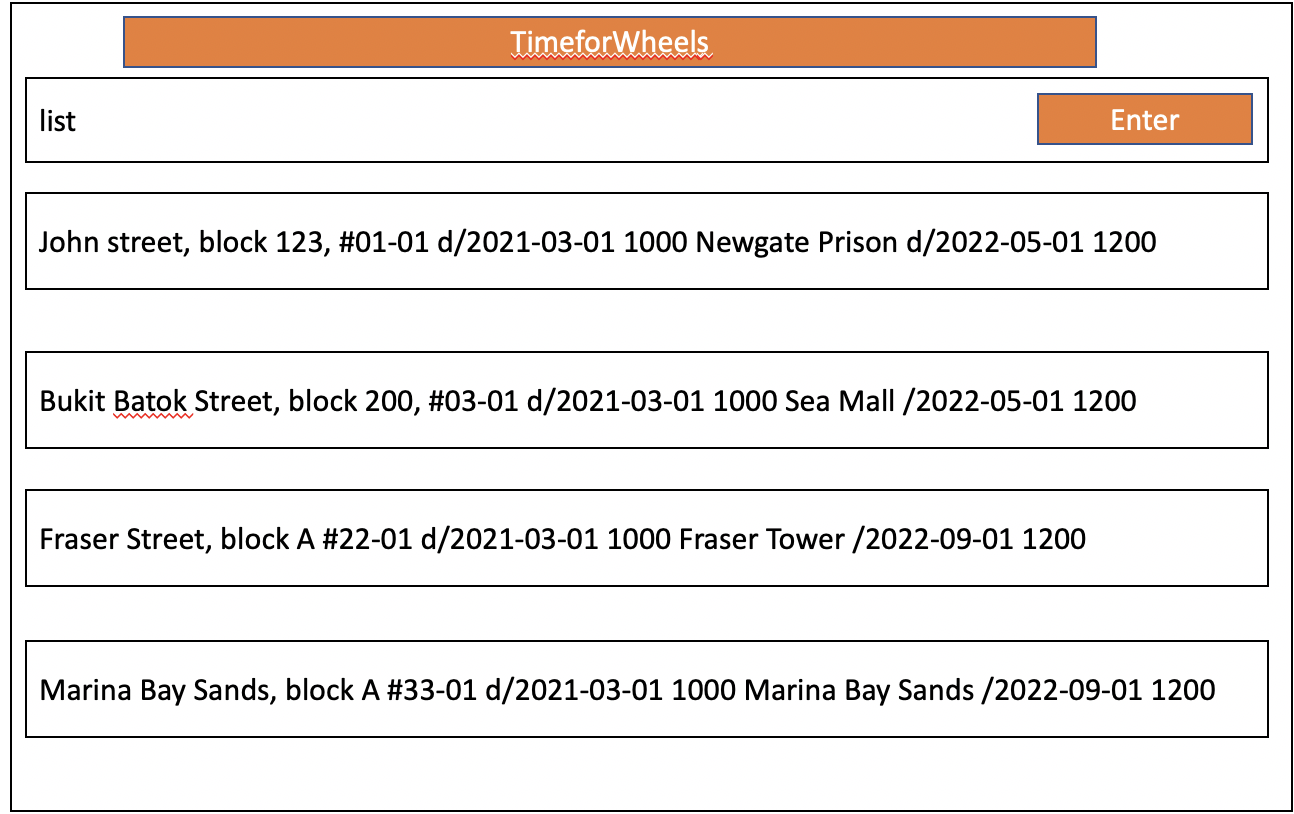 TimeforWheels
list
Enter
John street, block 123, #01-01 d/2021-03-01 1000 Newgate Prison d/2022-05-01 1200
Bukit Batok Street, block 200, #03-01 d/2021-03-01 1000 Sea Mall /2022-05-01 1200
Fraser Street, block A #22-01 d/2021-03-01 1000 Fraser Tower /2022-09-01 1200
Marina Bay Sands, block A #33-01 d/2021-03-01 1000 Marina Bay Sands /2022-09-01 1200